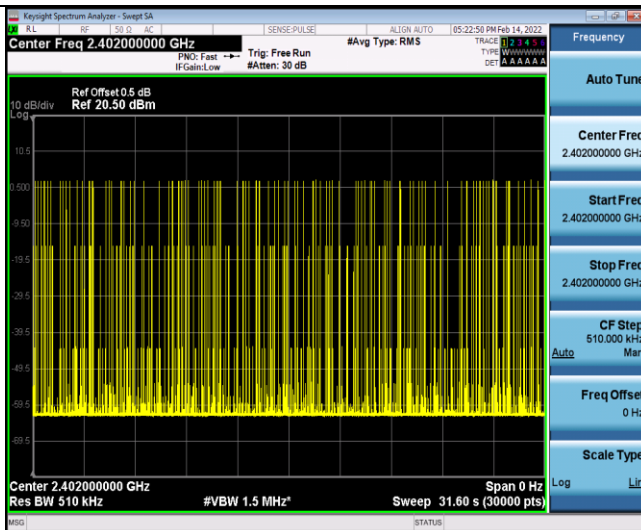 Keysight Spectrum Analyzer - Swept SA
RL RF 50 Ω AC SENSE:PULSE ALIGN AUTO 05:22:50 PM Feb 14, 2022
Center Freq 2.402000000 GHz
PNO: Fast
IFGain:Low
Trig: Free Run
#Atten: 30 dB
#Avg Type: RMS
TRACE 1 2 3 4 5 6
TYPE W
DET A A A A A A
Ref Offset 0.5 dB
10 dB/div Ref 20.50 dBm
Log
10.5
0.500
-9.50
-19.5
-29.5
-39.5
-49.5
-59.5
-69.5
Center 2.402000000 GHz Span 0 Hz
Res BW 510 kHz #VBW 1.5 MHz* Sweep 31.60 s (30000 pts)
MSG STATUS
Frequency
Auto Tune
Center Freq
2.402000000 GHz
Start Freq
2.402000000 GHz
Stop Freq
2.402000000 GHz
CF Step
510.000 kHz
Auto Man
Freq Offset
0 Hz
Scale Type
Log Lin